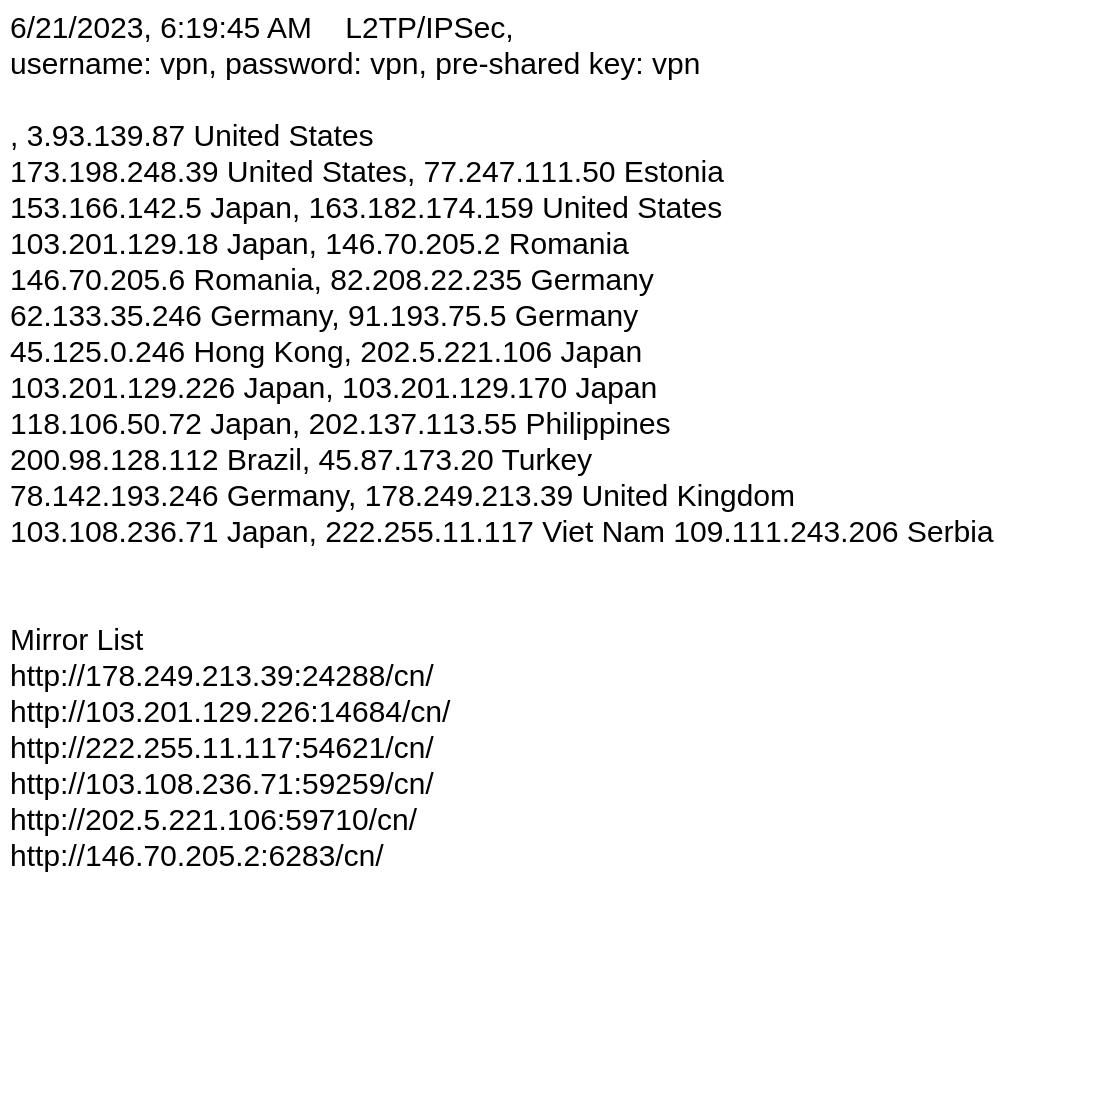 6/21/2023, 6:19:45 AM    L2TP/IPSec,
username: vpn, password: vpn, pre-shared key: vpn
, 3.93.139.87 United States
173.198.248.39 United States, 77.247.111.50 Estonia
153.166.142.5 Japan, 163.182.174.159 United States
103.201.129.18 Japan, 146.70.205.2 Romania
146.70.205.6 Romania, 82.208.22.235 Germany
62.133.35.246 Germany, 91.193.75.5 Germany
45.125.0.246 Hong Kong, 202.5.221.106 Japan
103.201.129.226 Japan, 103.201.129.170 Japan
118.106.50.72 Japan, 202.137.113.55 Philippines
200.98.128.112 Brazil, 45.87.173.20 Turkey
78.142.193.246 Germany, 178.249.213.39 United Kingdom
103.108.236.71 Japan, 222.255.11.117 Viet Nam 109.111.243.206 Serbia
Mirror List
http://178.249.213.39:24288/cn/
http://103.201.129.226:14684/cn/
http://222.255.11.117:54621/cn/
http://103.108.236.71:59259/cn/
http://202.5.221.106:59710/cn/
http://146.70.205.2:6283/cn/